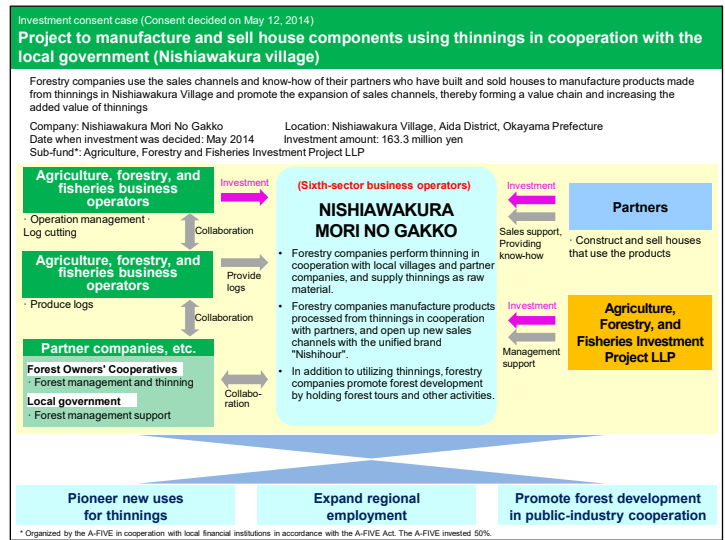 Investment consent case (Consent decided on May 12, 2014)
Project to manufacture and sell house components using thinnings in cooperation with the
local government (Nishiawakura village)
Forestry companies use the sales channels and know-how of their partners who have built and sold houses to manufacture products made
from thinnings in Nishiawakura Village and promote the expansion of sales channels, thereby forming a value chain and increasing the
added value of thinnings
Company: Nishiawakura Mori No Gakko Location: Nishiawakura Village, Aida District, Okayama Prefecture
Date when investment was decided: May 2014 Investment amount: 163.3 million yen
Sub-fund*: Agriculture, Forestry and Fisheries Investment Project LLP
Agriculture, forestry, and
fisheries business
operators
· Operation management ·
Log cutting
Collaboration
Agriculture, forestry, and
fisheries business
operators
· Produce logs
Collaboration
Partner companies, etc.
Forest Owners' Cooperatives
· Forest management and thinning
Local government
· Forest management support
Investment
Provide
logs
Collabo-
ration
(Sixth-sector business operators)
NISHIAWAKURA
MORI NO GAKKO
• Forestry companies perform thinning in
cooperation with local villages and partner
companies, and supply thinnings as raw
material.
• Forestry companies manufacture products
processed from thinnings in cooperation
with partners, and open up new sales
channels with the unified brand
"Nishihour".
• In addition to utilizing thinnings, forestry
companies promote forest development
by holding forest tours and other activities.
Investment
Sales support,
Providing
know-how
Partners
· Construct and sell houses
that use the products
Investment
Management
support
Agriculture,
Forestry, and
Fisheries Investment
Project LLP
Pioneer new uses
for thinnings
Expand regional
employment
Promote forest development
in public-industry cooperation
* Organized by the A-FIVE in cooperation with local financial institutions in accordance with the A-FIVE Act. The A-FIVE invested 50%.